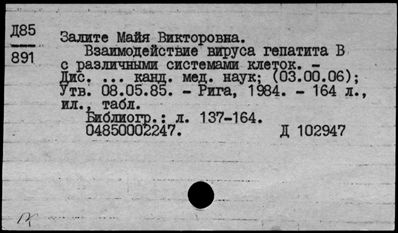 Д85
891
Залите Майя Викторовна.
Взаимодействие вируса гепатита В
с различными системами клеток. –
Дис. ... канд. мед. наук; (03.00.06);
Утв. 08.05.85. – Рига, 1984. – 164 л.,
ил., табл.
Библиогр.: л. 137-164.
04850002247. Д 102947